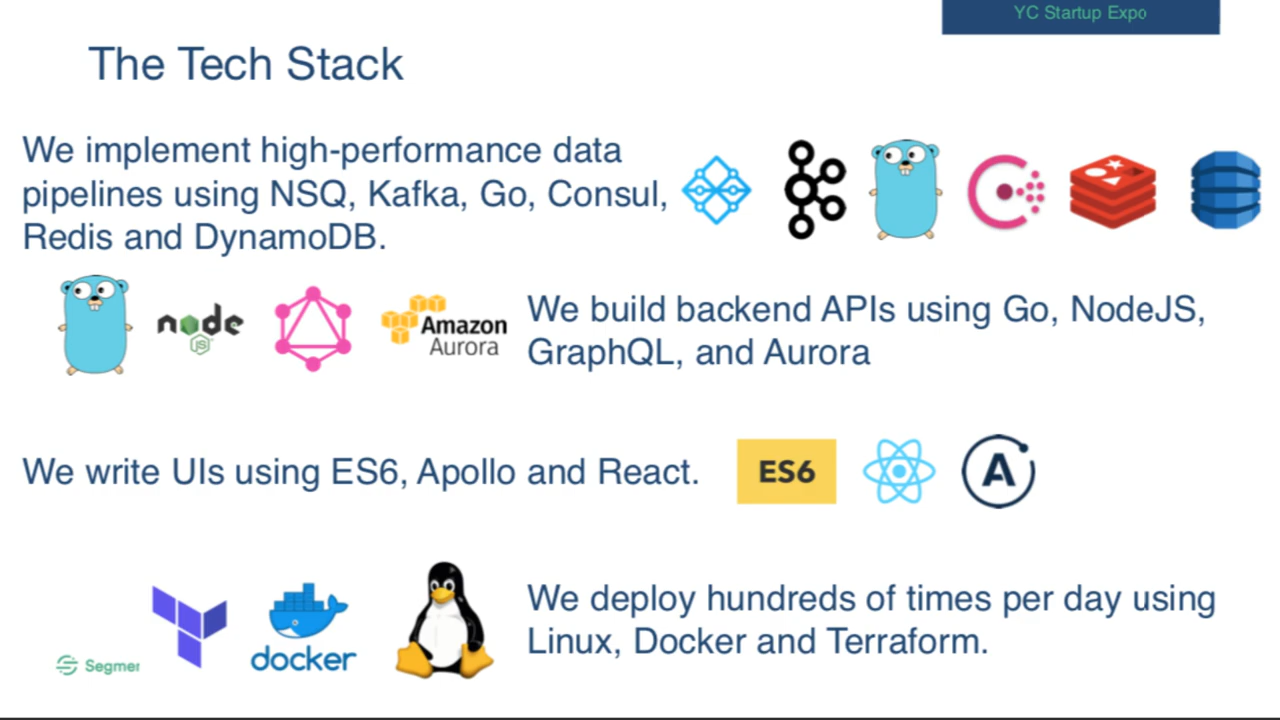 YC Startup Expo
The Tech Stack
We implement high-performance data
pipelines using NSQ, Kafka, Go, Consul,
Redis and DynamoDB.
node
JS
Amazon
Aurora
We build backend APIs using Go, NodeJS,
GraphQL, and Aurora
We write UIs using ES6, Apollo and React.
ES6
A
Segmer
docker
We deploy hundreds of times per day using
Linux, Docker and Terraform.